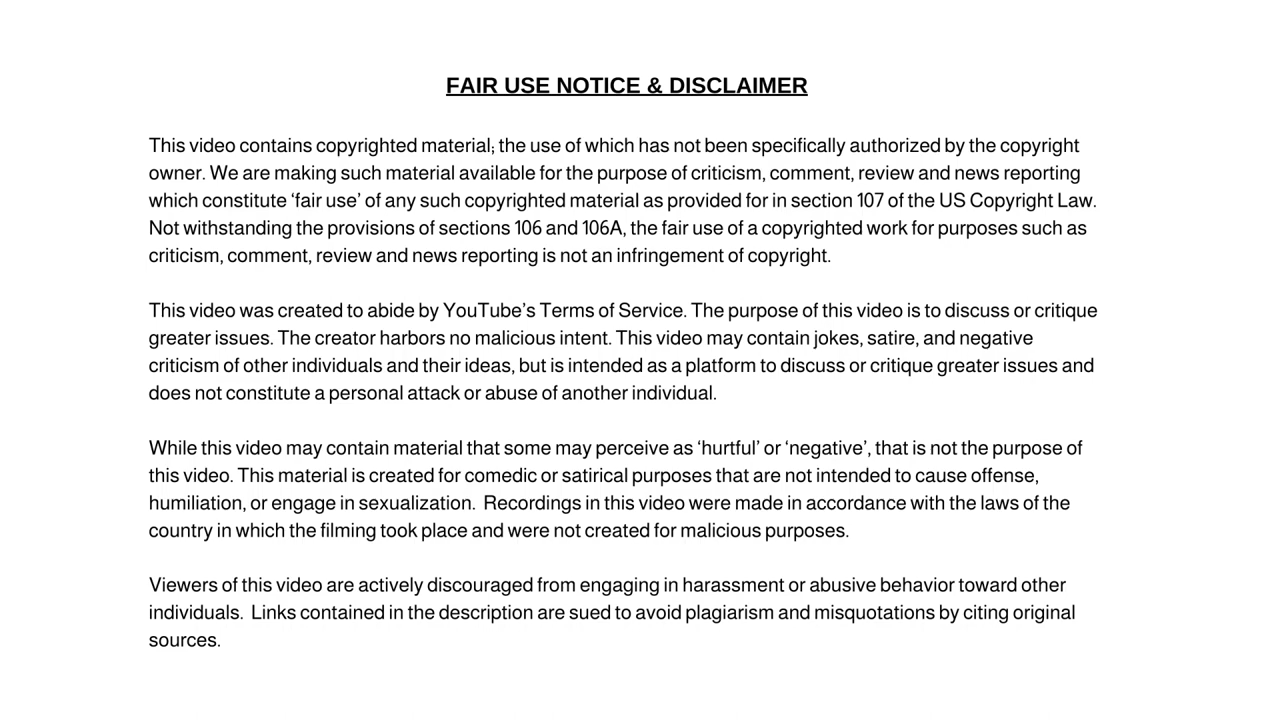 FAIR USE NOTICE & DISCLAIMER
This video contains copyrighted material; the use of which has not been specifically authorized by the copyright
owner. We are making such material available for the purpose of criticism, comment, review and news reporting
which constitute ‘fair use’ of any such copyrighted material as provided for in section 107 of the US Copyright Law.
Not withstanding the provisions of sections 106 and 106A, the fair use of a copyrighted work for purposes such as
criticism, comment, review and news reporting is not an infringement of copyright.
This video was created to abide by YouTube’s Terms of Service. The purpose of this video is to discuss or critique
greater issues. The creator harbors no malicious intent. This video may contain jokes, satire, and negative
criticism of other individuals and their ideas, but is intended as a platform to discuss or critique greater issues and
does not constitute a personal attack or abuse of another individual.
While this video may contain material that some may perceive as ‘hurtful’ or ‘negative’, that is not the purpose of
this video. This material is created for comedic or satirical purposes that are not intended to cause offense,
humiliation, or engage in sexualization. Recordings in this video were made in accordance with the laws of the
country in which the filming took place and were not created for malicious purposes.
Viewers of this video are actively discouraged from engaging in harassment or abusive behavior toward other
individuals. Links contained in the description are sued to avoid plagiarism and misquotations by citing original
sources.